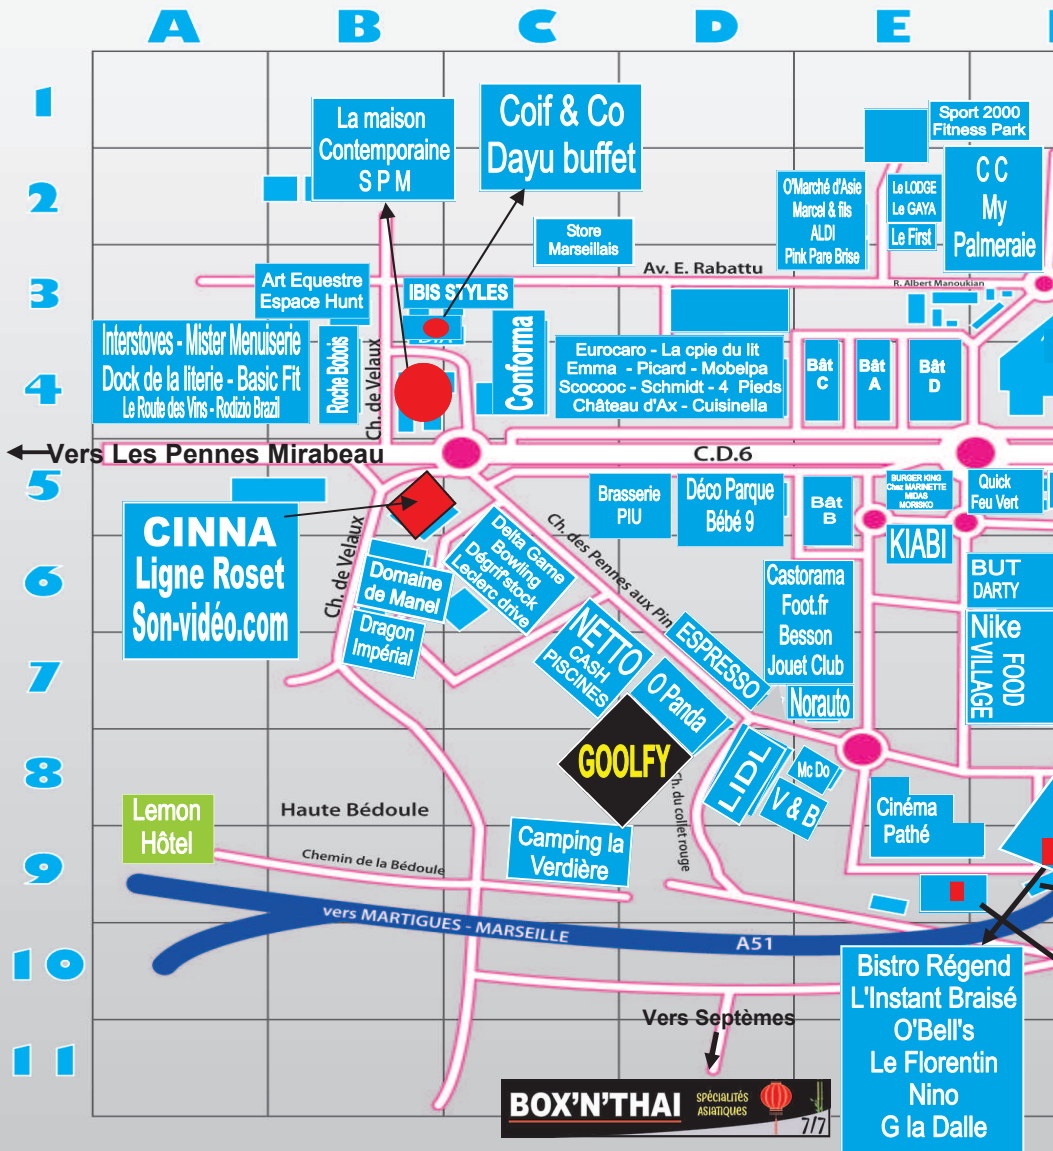 A B C D E
1
2
3
4
5
6
7
8
9
10
11
La maison
Contemporaine
S P M
Coif & Co
Dayu buffet
Sport 2000
Fitness Park
O'Marché d'Asie
Marcel & fils
ALDI
Pink Pare Brise
Le LODGE
Le GAYA
Le First
C C
My
Palmeraie
Store
Marseillais
Av. E. Rabattu
R. Albert Manoukian
Art Equestre
Espace Hunt
IBIS STYLES
Interstoves - Mister Menuiserie
Dock de la literie - Basic Fit
Le Route des Vins - Rodizio Brazil
Roche Bobois
Ch. de Velaux
Conforma
Eurocaro - La cpie du lit
Emma - Picard - Mobelpa
Scocooc - Schmidt - 4 Pieds
Château d'Ax - Cuisinella
Bât
C
Bât
A
Bât
D
Vers Les Pennes Mirabeau
C.D.6
CINNA
Ligne Roset
Son-vidéo.com
Ch. de Velaux
Delta Game
Bowling
Dégrif'stock
Leclerc drive
Ch. des Pennes aux Pin
Brasserie
PIU
Déco Parque
Bébé 9
Bât
B
BURGER KING
Chez MARINETTE
MIDAS
MORISKO
Quick
Feu Vert
KIABI
Domaine
de Manel
Dragon
Impérial
BUT
DARTY
Castorama
Foot.fr
Besson
Jouet Club
Norauto
Nike
VILLAGE
FOOD
NETTO
CASH
PISCINES
ESPRESSO
O Panda
GOOLFY
LIDL
Mc Do
V & B
Ch. du collet rouge
Cinéma
Pathé
Lemon
Hôtel
Haute Bédoule
Camping la
Verdière
Chemin de la Bédoule
vers MARTIGUES - MARSEILLE
A51
Bistro Régend
L'Instant Braisé
O'Bell's
Le Florentin
Nino
G la Dalle
Vers Septèmes
BOX'N'THAI
SPÉCIALITÉS
ASIATIQUES
7/7